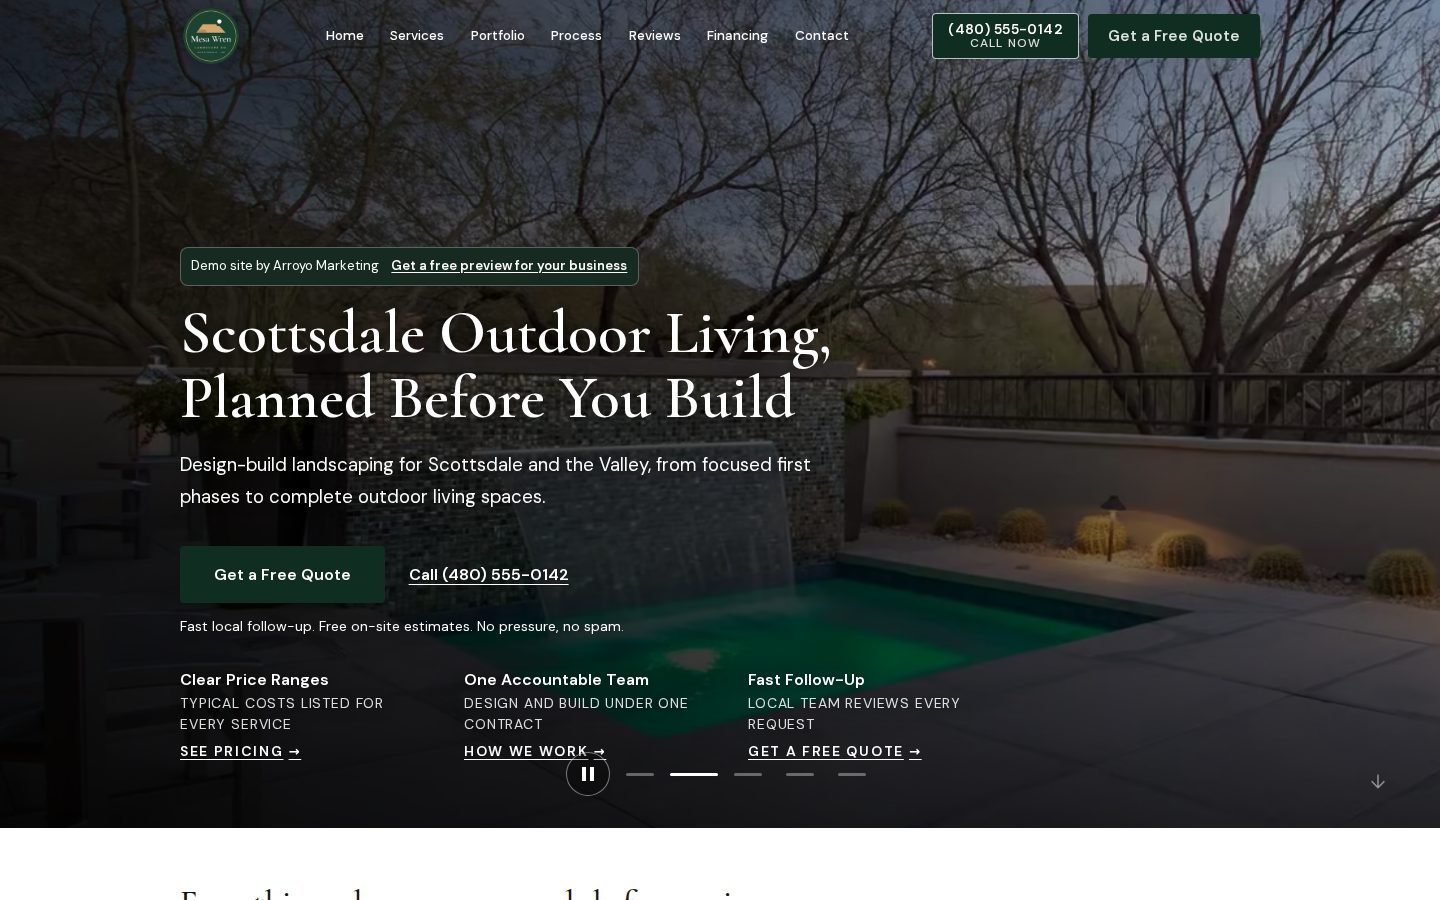 Mesa Wren
Home
Services
Portfolio
Process
Reviews
Financing
Contact
(480) 555-0142
CALL NOW
Get a Free Quote
Demo site by Arroyo Marketing Get a free preview for your business
Scottsdale Outdoor Living,
Planned Before You Build
Design-build landscaping for Scottsdale and the Valley, from focused first
phases to complete outdoor living spaces.
Get a Free Quote
Call (480) 555-0142
Fast local follow-up. Free on-site estimates. No pressure, no spam.
Clear Price Ranges
TYPICAL COSTS LISTED FOR
EVERY SERVICE
SEE PRICING →
One Accountable Team
DESIGN AND BUILD UNDER ONE
CONTRACT
HOW WE WORK →
Fast Follow-Up
LOCAL TEAM REVIEWS EVERY
REQUEST
GET A FREE QUOTE →